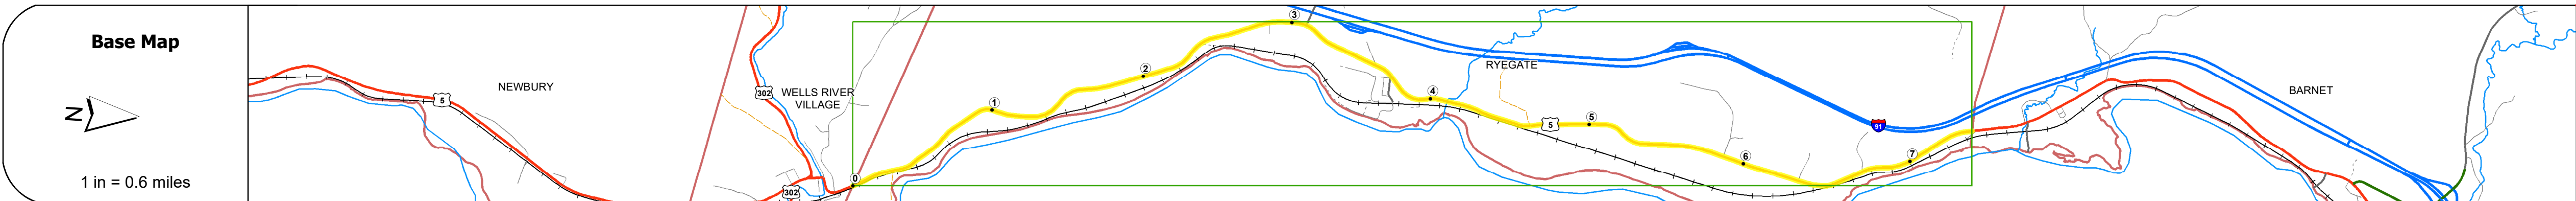 Base Map
N
1 in = 0.6 miles
5
NEWBURY
302
WELLS RIVER
VILLAGE
302
0
1
2
3
4
RYEGATE
5
5
6
91
7
BARNET